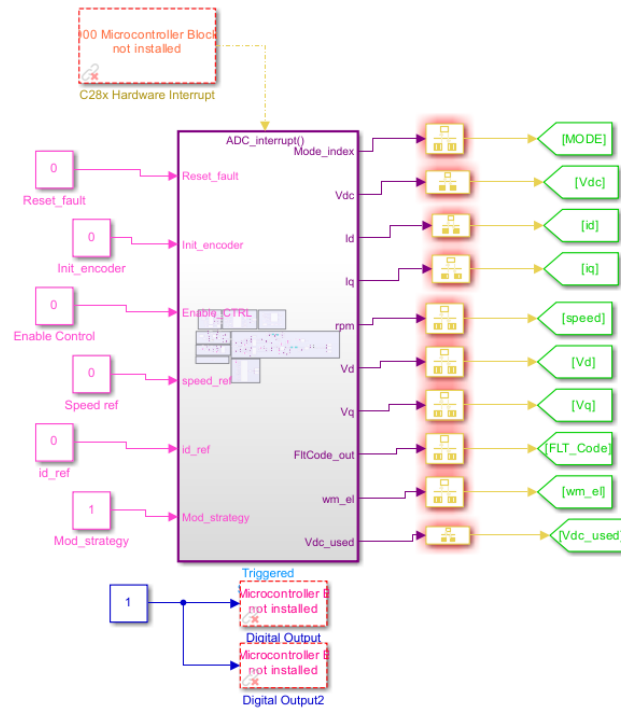 00 Microcontroller Block
not installed
C28x Hardware Interrupt
ADC_interrupt()
Mode_index
[MODE]
0
Reset_fault
Reset_fault
Vdc
[Vdc]
Id
[id]
0
Init_encoder
Init_encoder
Iq
[iq]
0
Enable Control
Enable_CTRL
rpm
[speed]
0
Speed ref
speed_ref
Vd
[Vd]
Vq
[Vq]
0
id_ref
id_ref
FltCode_out
[FLT_Code]
wm_el
[wm_el]
1
Mod_strategy
Mod_strategy
Vdc_used
[Vdc_used]
Triggered
1
Microcontroller B
not installed
Digital Output
Microcontroller B
not installed
Digital Output2